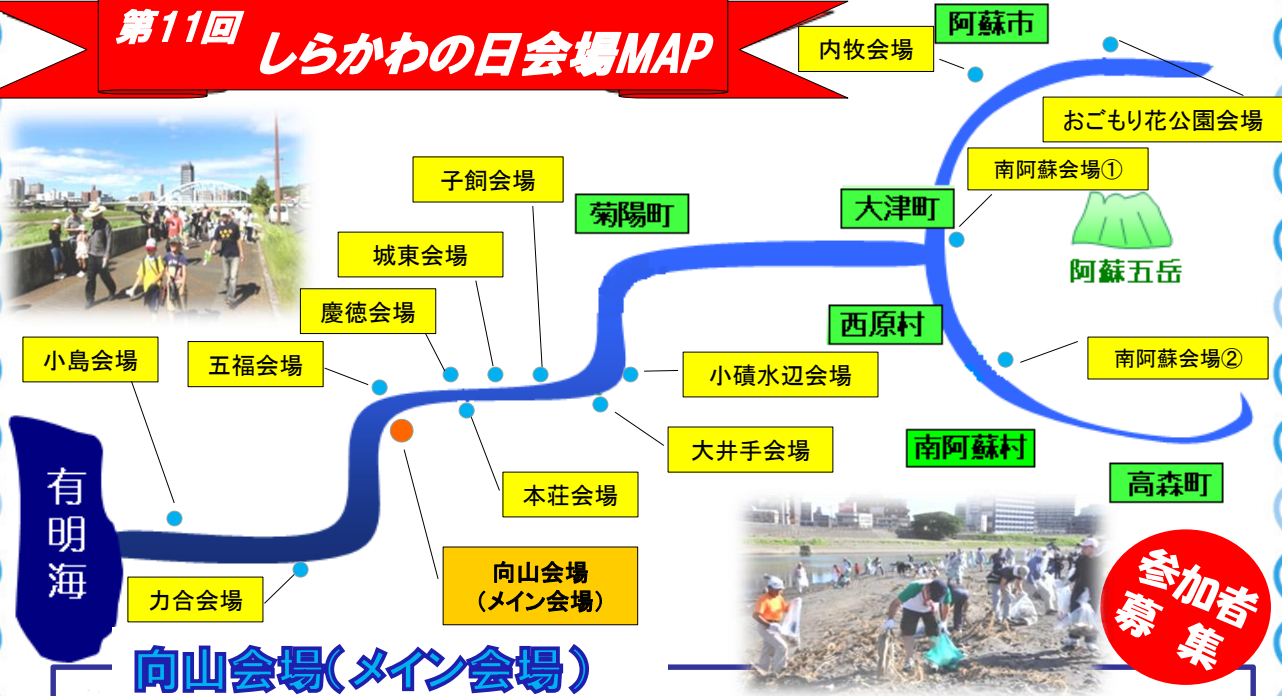 第11回
しらかわの日会場MAP
阿蘇市
内牧会場
おごもり花公園会場
南阿蘇会場①
子飼会場
菊陽町
大津町
阿蘇五岳
城東会場
慶徳会場
西原村
小島会場
五福会場
小磧水辺会場
南阿蘇会場②
大井手会場
南阿蘇村
高森町
本荘会場
有明海
向山会場
(メイン会場)
力合会場
参加者
募集
向山会場(メイン会場)